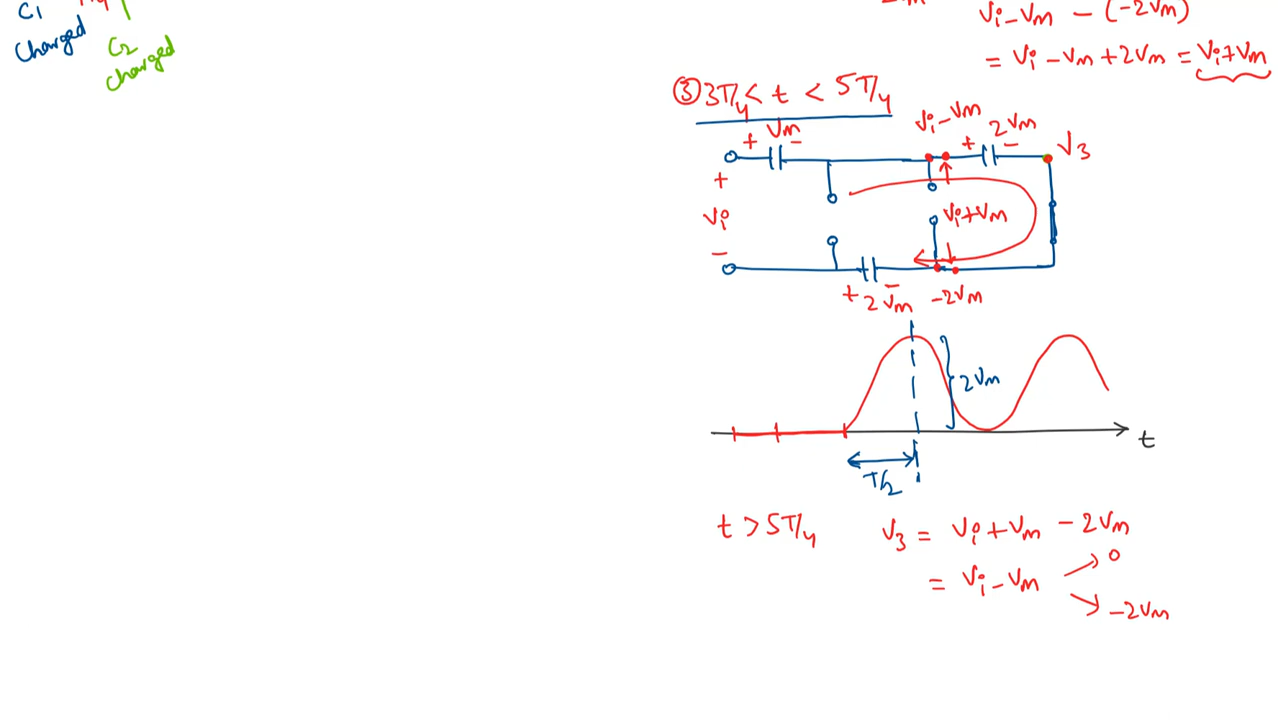 C1
charged
C2
charged
Vi - Vm - (-2Vm)
= Vi - Vm + 2Vm = Vi+Vm
③ 3T/4 < t < 5T/4
+ Vm -
Vi-Vm
+ 2Vm -
V3
+
Vi
-
Vi+Vm
+ 2Vm -
-2Vm
2Vm
t
T/2
t > 5T/4
V3 = Vi + Vm - 2Vm
= Vi - Vm
0
-2Vm